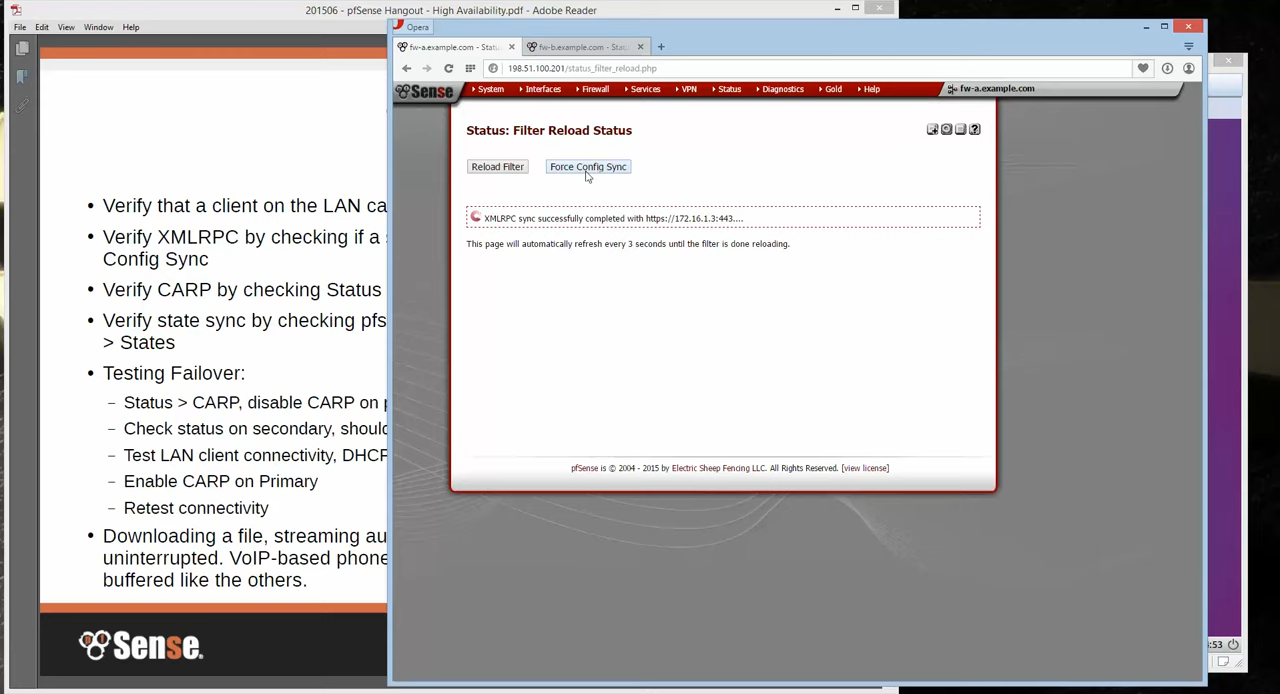 201506 - pfSense Hangout - High Availability.pdf - Adobe Reader
File Edit View Window Help
Verify that a client on the LAN ca
Verify XMLRPC by checking if a s
Config Sync
Verify CARP by checking Status
Verify state sync by checking pfs
> States
Testing Failover:
Status > CARP, disable CARP on p
Check status on secondary, shoul
Test LAN client connectivity, DHCP
Enable CARP on Primary
Retest connectivity
Downloading a file, streaming au
uninterrupted. VoIP-based phone
buffered like the others.
Sense
Opera
fw-a.example.com - Statu
fw-b.example.com - Statu
198.51.100.201/status_filter_reload.php
Sense
System Interfaces Firewall Services VPN Status Diagnostics Gold Help
fw-a.example.com
Status: Filter Reload Status
Reload Filter Force Config Sync
XMLRPC sync successfully completed with https://172.16.1.3:443....
This page will automatically refresh every 3 seconds until the filter is done reloading.
pfSense is © 2004 - 2015 by Electric Sheep Fencing LLC. All Rights Reserved. [view license]
:53